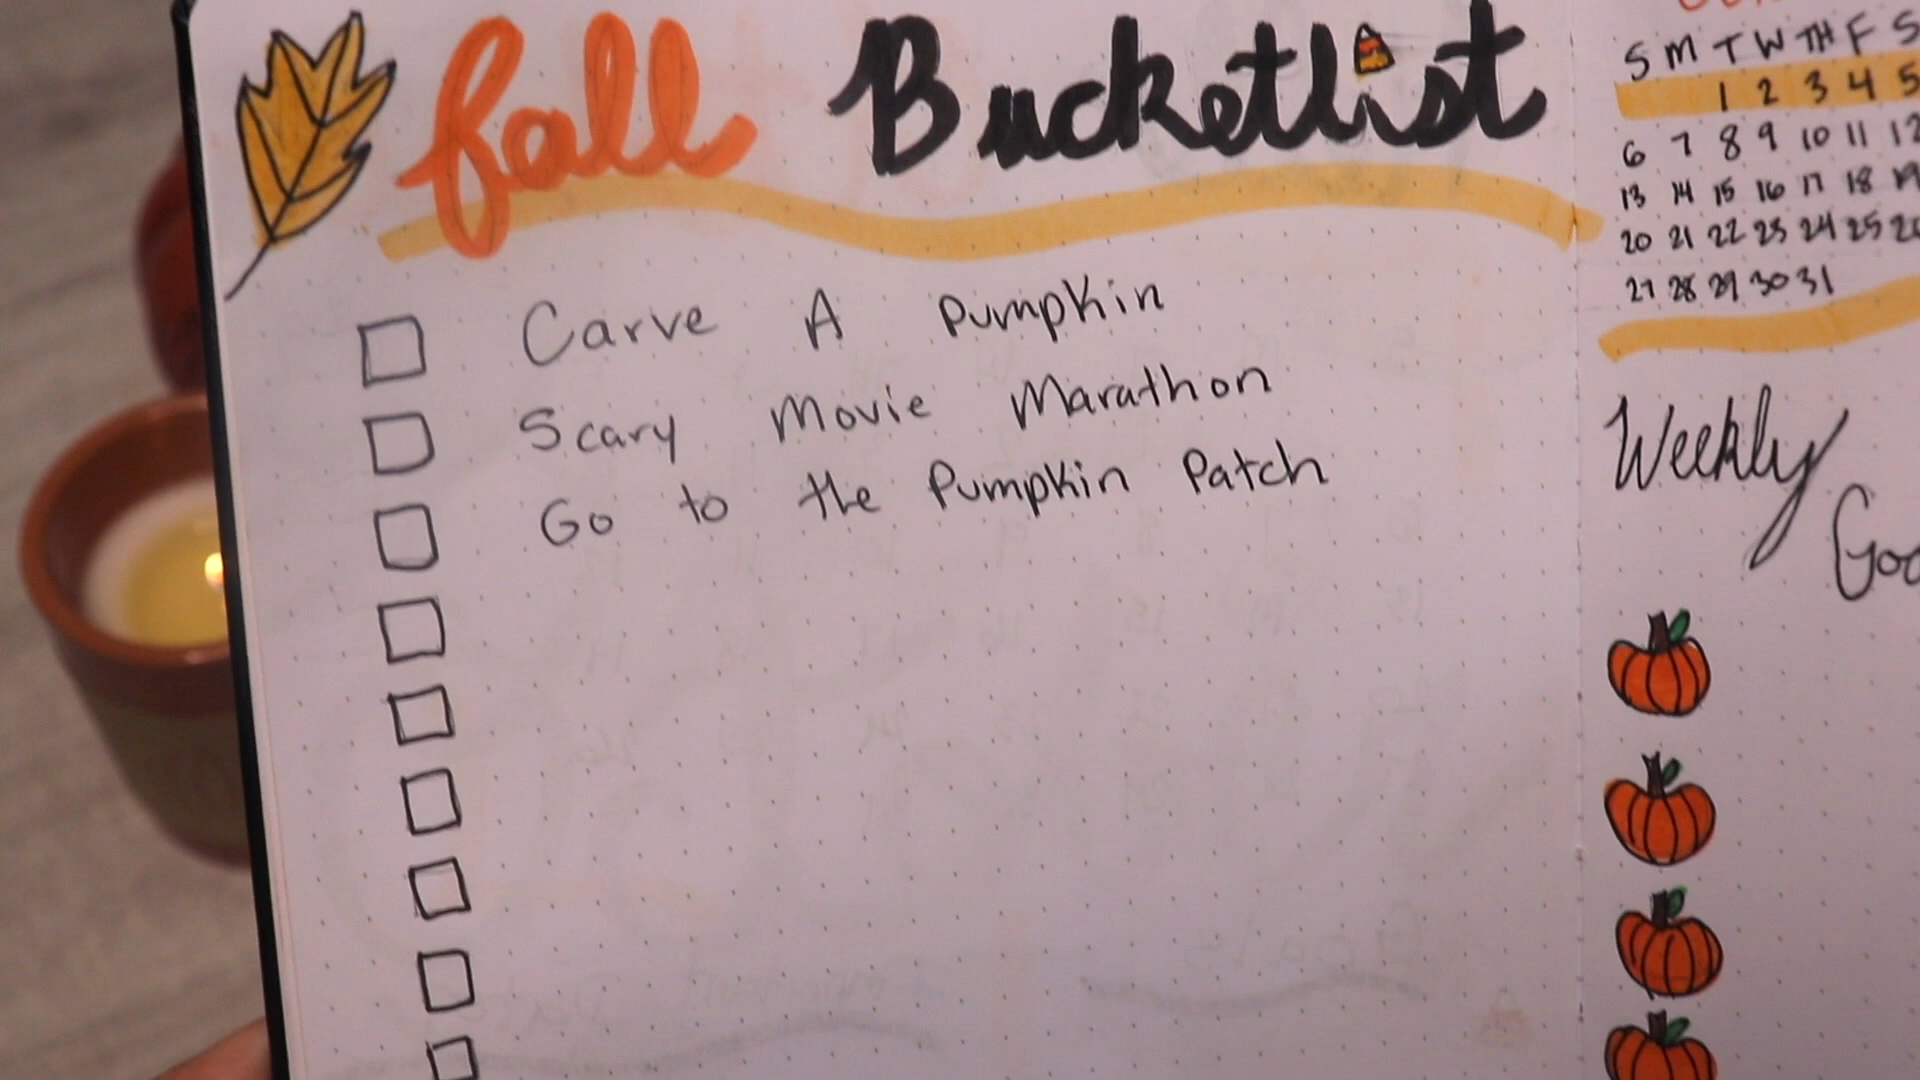 fall Bucketlist
Carve A Pumpkin
Scary Movie Marathon
Go to the Pumpkin Patch
S M T W TH F S
1 2 3 4 5
6 7 8 9 10 11 12
13 14 15 16 17 18 19
20 21 22 23 24 25 26
27 28 29 30 31
Weekly